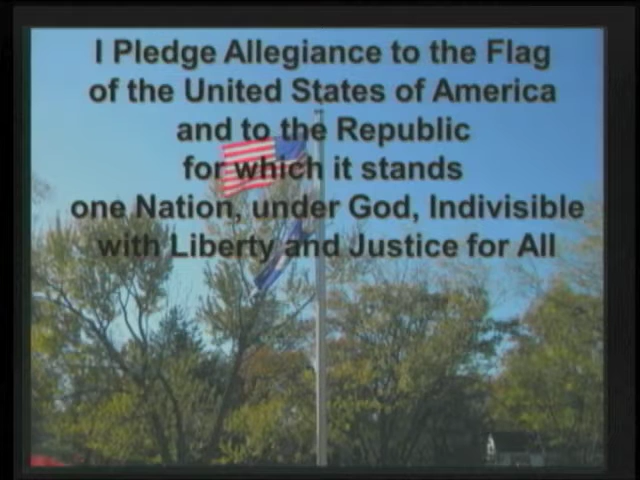 I Pledge Allegiance to the Flag
of the United States of America
and to the Republic
for which it stands
one Nation, under God, Indivisible
with Liberty and Justice for All